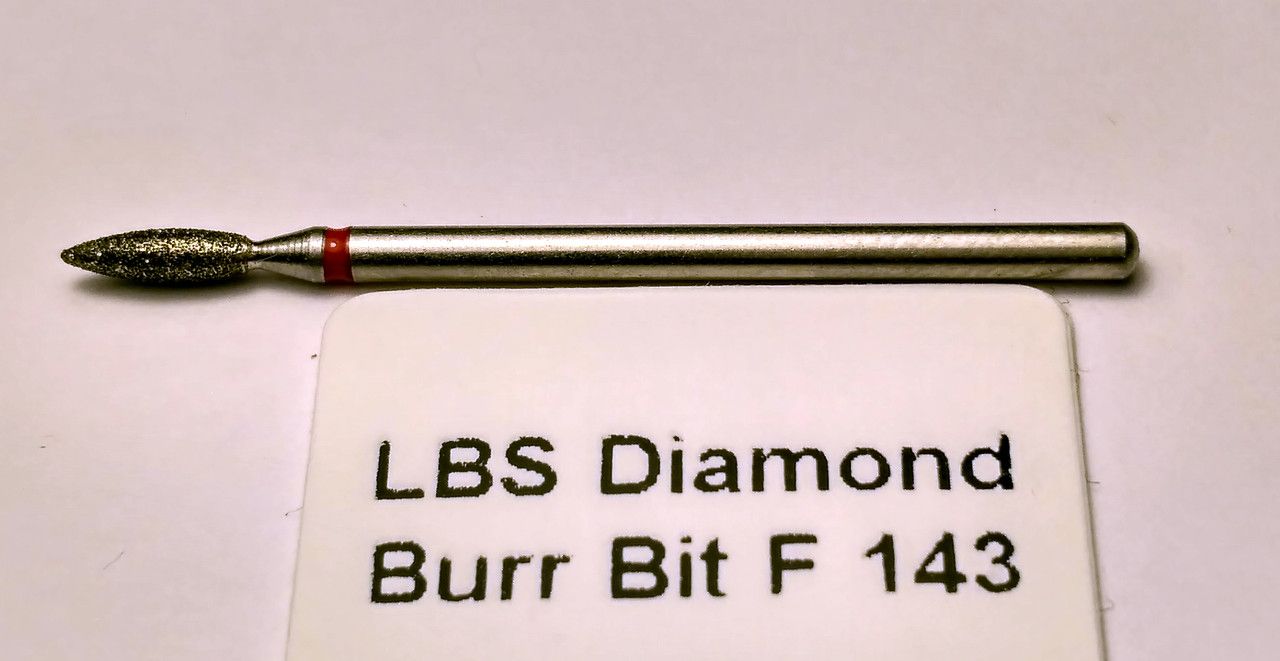 LBS Diamond
Burr Bit F 143